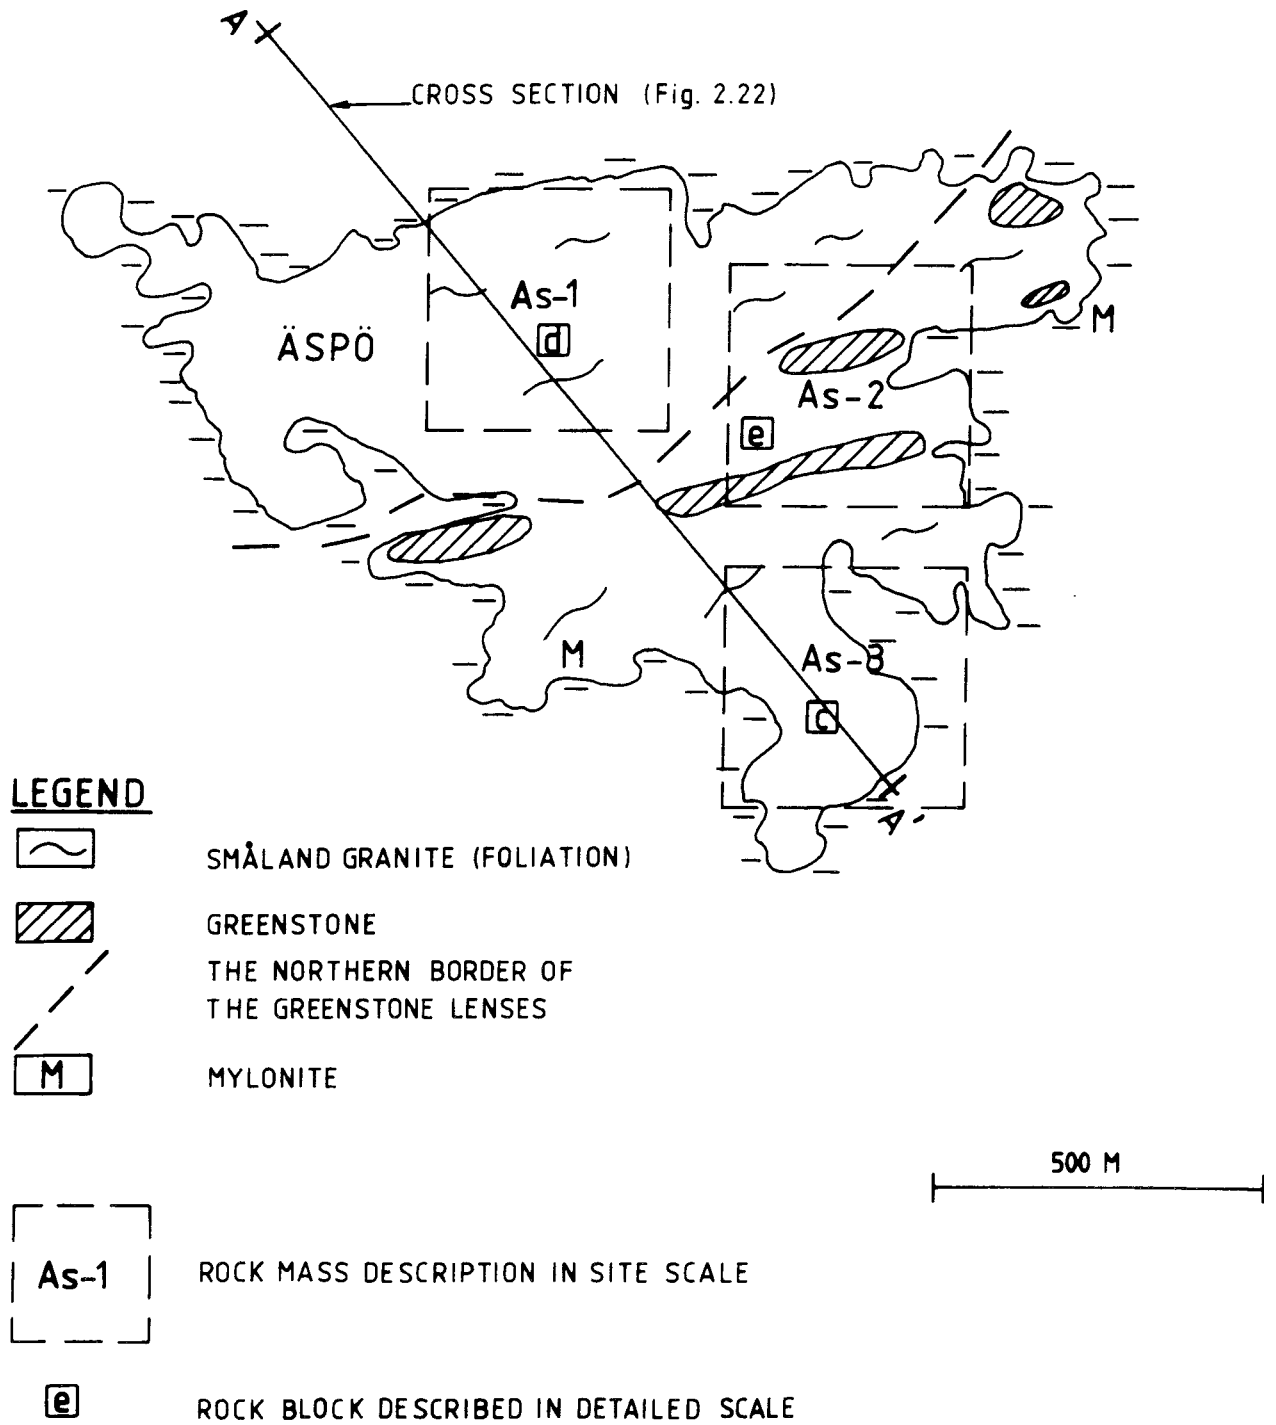 A
CROSS SECTION (Fig. 2.22)
As-1
M
ÄSPÖ
d
As-2
e
M
As-3
c
A'
LEGEND
SMÅLAND GRANITE (FOLIATION)
GREENSTONE
THE NORTHERN BORDER OF
THE GREENSTONE LENSES
M MYLONITE
500 M
As-1 ROCK MASS DESCRIPTION IN SITE SCALE
e ROCK BLOCK DESCRIBED IN DETAILED SCALE